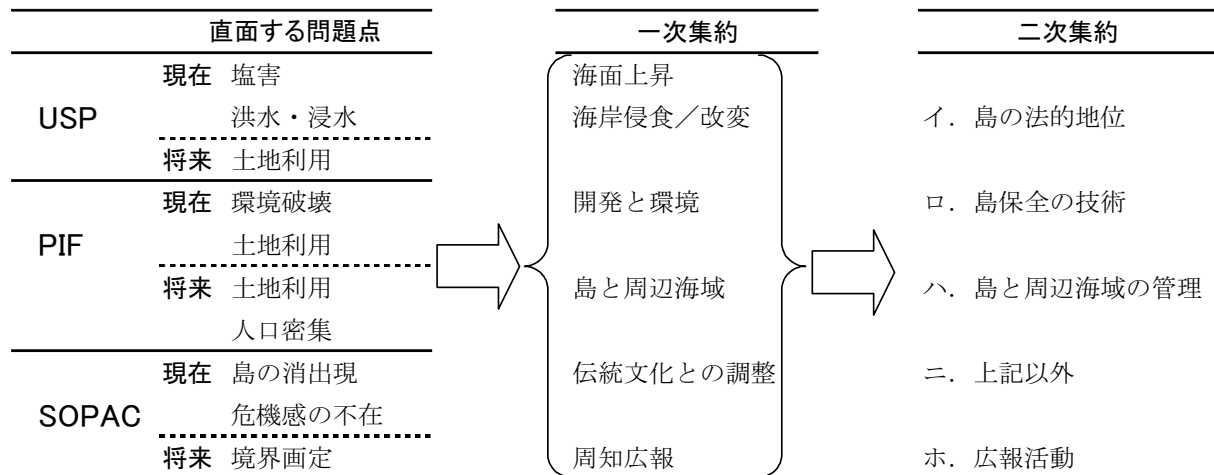 直面する問題点 一次集約 二次集約
現在 塩害 海面上昇
USP 洪水・浸水 海岸侵食／改変 イ．島の法的地位
将来 土地利用
現在 環境破壊 開発と環境 ロ．島保全の技術
PIF 土地利用
将来 土地利用 島と周辺海域 ハ．島と周辺海域の管理
人口密集
現在 島の消出現 伝統文化との調整 ニ．上記以外
SOPAC 危機感の不在
将来 境界画定 周知広報 ホ．広報活動